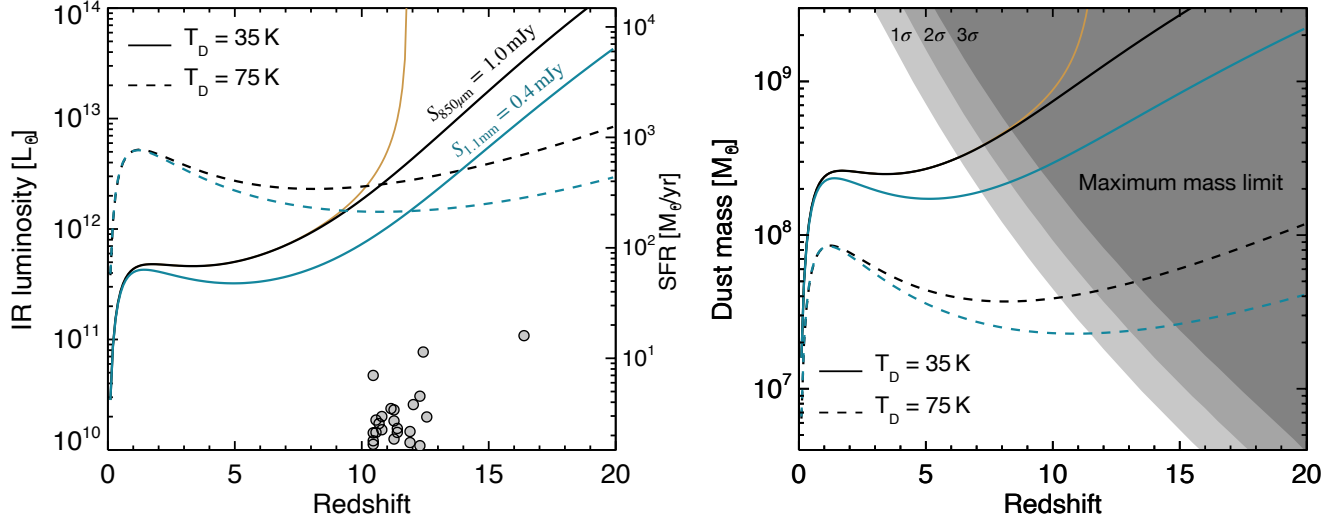 10^14
10^13
10^12
10^11
10^10
IR luminosity [L_⊙]
T_D = 35 K
T_D = 75 K
S_850μm = 1.0 mJy
S_1.1mm = 0.4 mJy
10^4
10^3
10^2
10^1
SFR [M_⊙/yr]
0 5 10 15 20
Redshift
10^9
10^8
10^7
Dust mass [M_⊙]
1σ 2σ 3σ
Maximum mass limit
T_D = 35 K
T_D = 75 K
0 5 10 15 20
Redshift